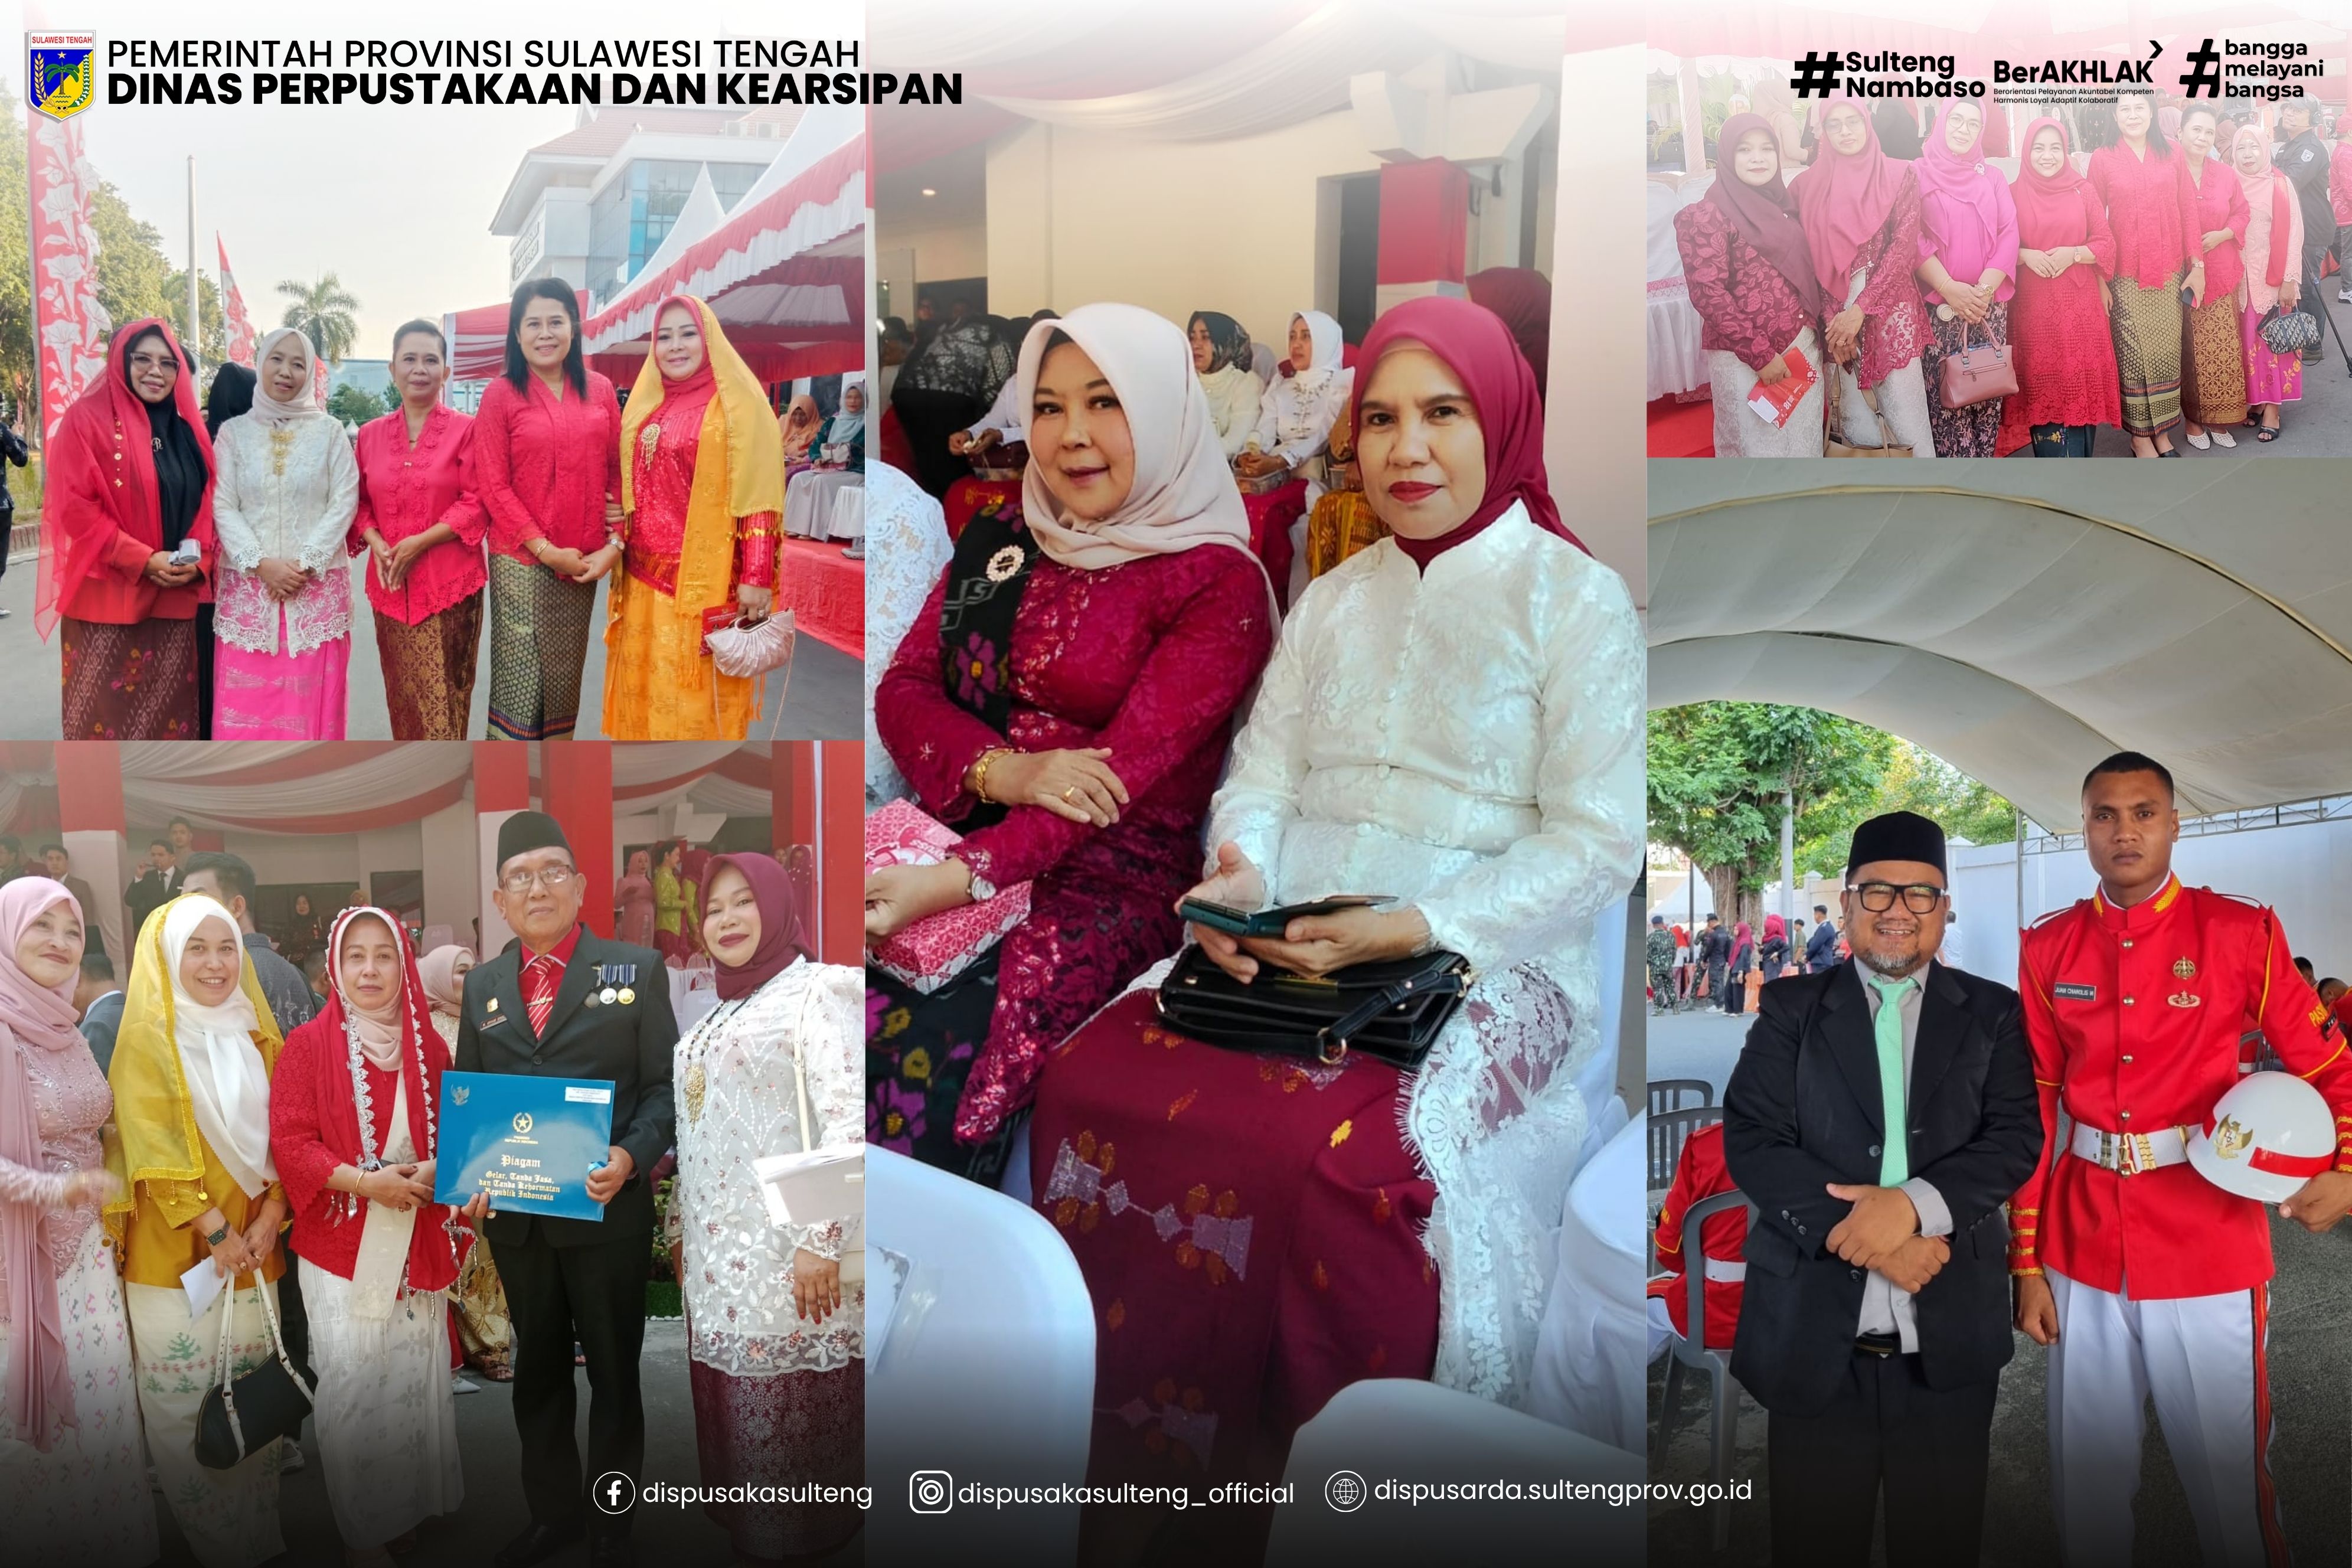 SULAWESI TENGAH
PEMERINTAH PROVINSI SULAWESI TENGAH
DINAS PERPUSTAKAAN DAN KEARSIPAN
#Sulteng
Nambaso
BerAKHLAK
Berorientasi Pelayanan Akuntabel Kompeten
Harmonis Loyal Adaptif Kolaboratif
#bangga
melayani
bangsa
Piagam
Gelar, Tanda Jasa,
dan Tanda Kehormatan
Republik Indonesia
dispusakasulteng
dispusakasulteng_official
dispusarda.sultengprov.go.id